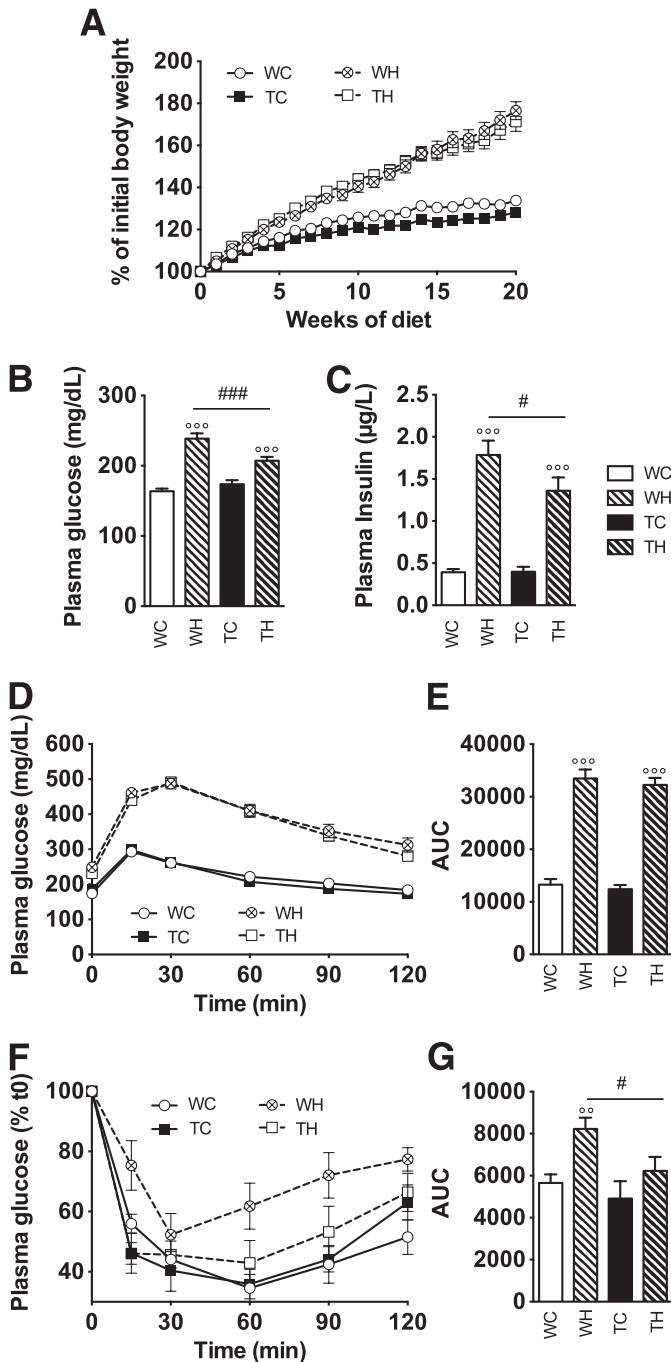 A
% of initial body weight
200
180
160
140
120
100
WC
WH
TC
TH
0
5
10
15
20
Weeks of diet
B
Plasma glucose (mg/dL)
300
200
100
0
###
°°°
°°°
WC
WH
TC
TH
C
Plasma Insulin (µg/L)
2.5
2.0
1.5
1.0
0.5
0.0
#
°°°
°°°
WC
WH
TC
TH
WC
WH
TC
TH
D
Plasma glucose (mg/dL)
600
500
400
300
200
100
0
WC
WH
TC
TH
0
30
60
90
120
Time (min)
E
AUC
40000
30000
20000
10000
0
°°°
°°°
WC
WH
TC
TH
F
Plasma glucose (% t0)
100
80
60
40
WC
WH
TC
TH
0
30
60
90
120
Time (min)
G
AUC
10000
8000
6000
4000
2000
0
#
°°
WC
WH
TC
TH